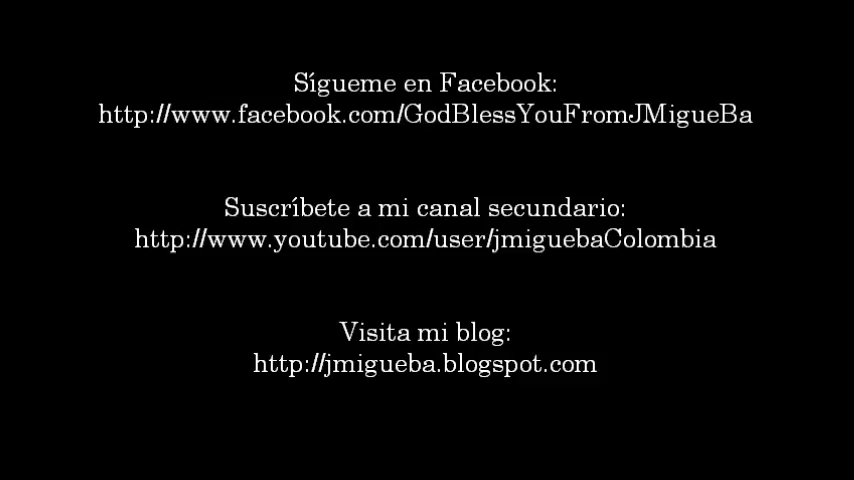 Sígueme en Facebook:
http://www.facebook.com/GodBlessYouFromJMigueBa
Suscríbete a mi canal secundario:
http://www.youtube.com/user/jmiguebaColombia
Visita mi blog:
http://jmigueba.blogspot.com